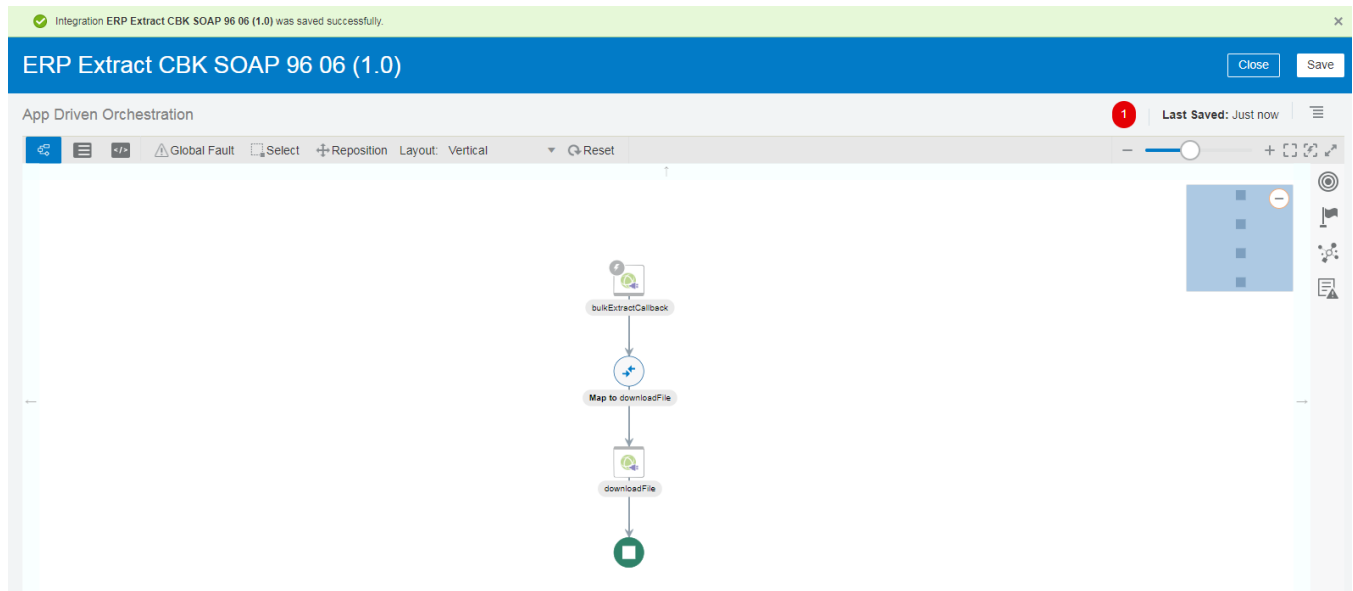 Integration ERP Extract CBK SOAP 96 06 (1.0) was saved successfully.
ERP Extract CBK SOAP 96 06 (1.0)
Close
Save
App Driven Orchestration
1
Last Saved: Just now
</>
Global Fault
Select
Reposition
Layout: Vertical
Reset
bulkExtractCallback
Map to downloadFile
downloadFile